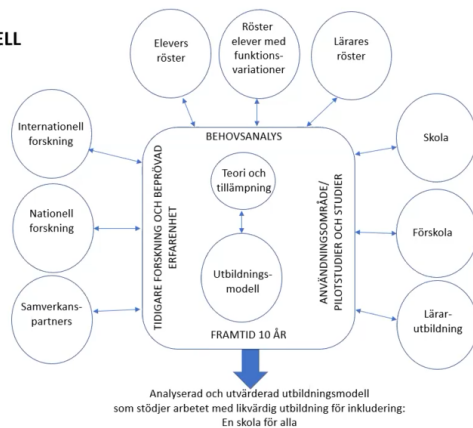 ELL
Elevers
röster
Röster
elever med
funktions-
variationer
Lärares
röster
Internationell
forskning
Nationell
forskning
Samverkans-
partners
BEHOVSANALYS
TIDIGARE FORSKNING OCH BEPRÖVAD
ERFARENHET
Teori och
tillämpning
Utbildnings-
modell
ANVÄNDNINGSOMRÅDE/
PILOTSTUDIER OCH STUDIER
FRAMTID 10 ÅR
Skola
Förskola
Lärar-
utbildning
Analyserad och utvärderad utbildningsmodell
som stödjer arbetet med likvärdig utbildning för inkludering:
En skola för alla